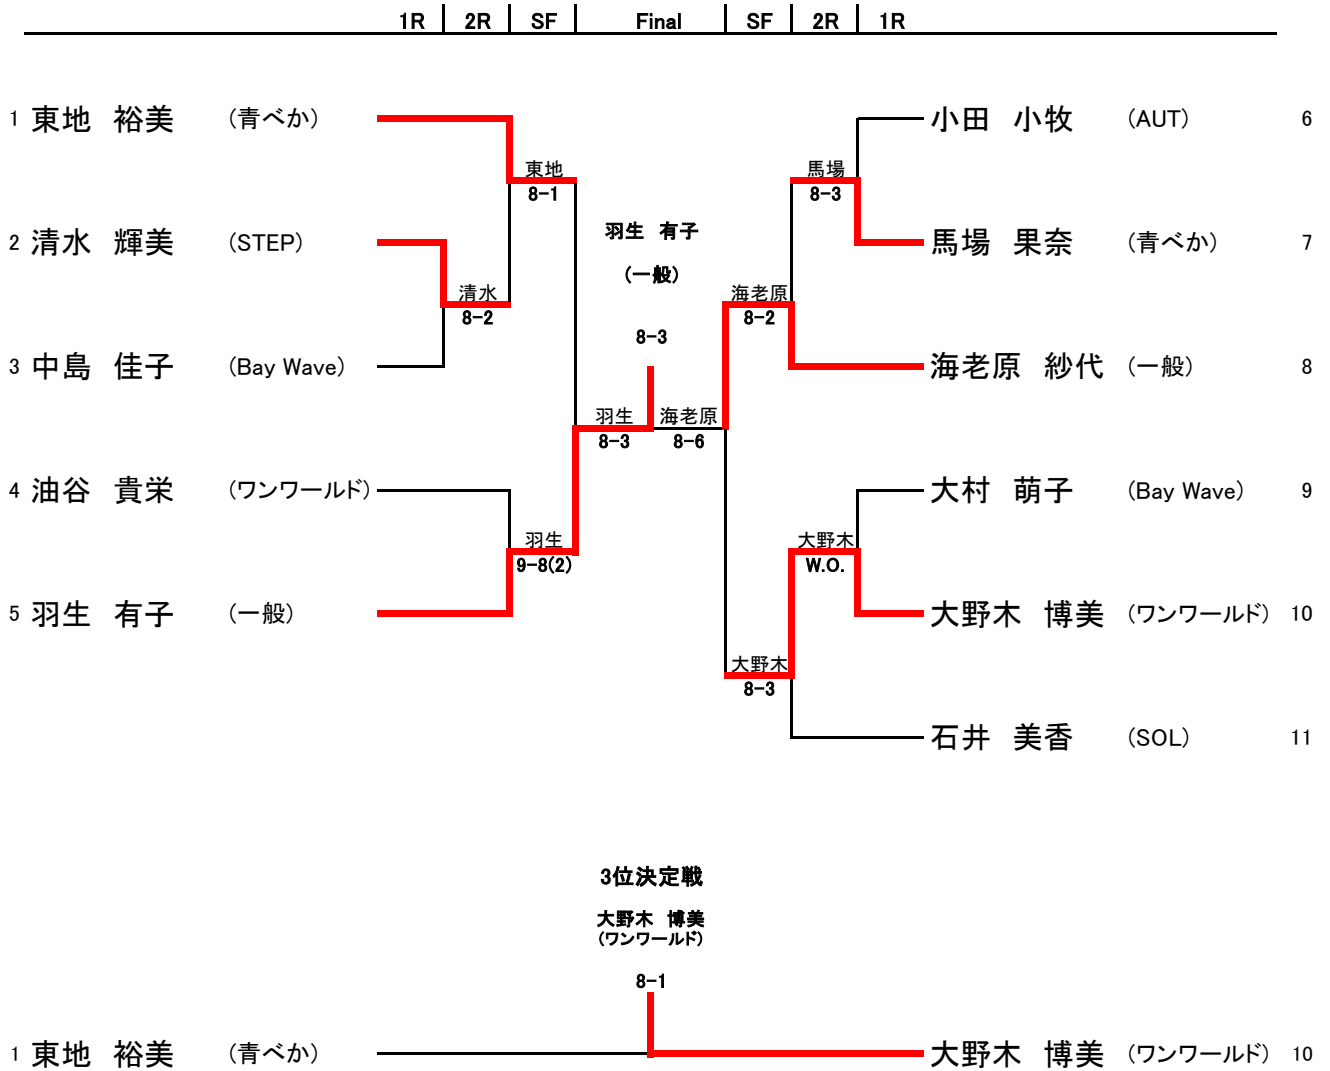 1R 2R SF Final SF 2R 1R
1 東地 裕美 (青べか) 小田 小牧 (AUT) 6
東地 馬場
8-1 8-3
2 清水 輝美 (STEP) 羽生 有子 馬場 果奈 (青べか) 7
(一般)
清水 海老原
8-2 8-2
8-3
3 中島 佳子 (Bay Wave) 海老原 紗代 (一般) 8
羽生 海老原
8-3 8-6
4 油谷 貴栄 (ワンワールド) 大村 萌子 (Bay Wave) 9
羽生 大野木
9-8(2) W.O.
5 羽生 有子 (一般) 大野木 博美 (ワンワールド) 10
大野木
8-3
石井 美香 (SOL) 11
3位決定戦
大野木 博美
(ワンワールド)
8-1
1 東地 裕美 (青べか) 大野木 博美 (ワンワールド) 10